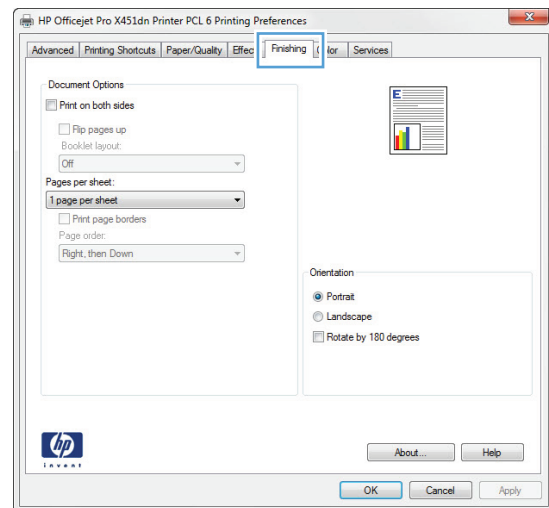 HP Officejet Pro X451dn Printer PCL 6 Printing Preferences
Advanced Printing Shortcuts Paper/Quality Effec Finishing lor Services
Document Options
Print on both sides
Flip pages up
Booklet layout:
Off
Pages per sheet:
1 page per sheet
Print page borders
Page order:
Right, then Down
E
Orientation
Portrait
Landscape
Rotate by 180 degrees
hp
invent
About... Help
OK Cancel Apply